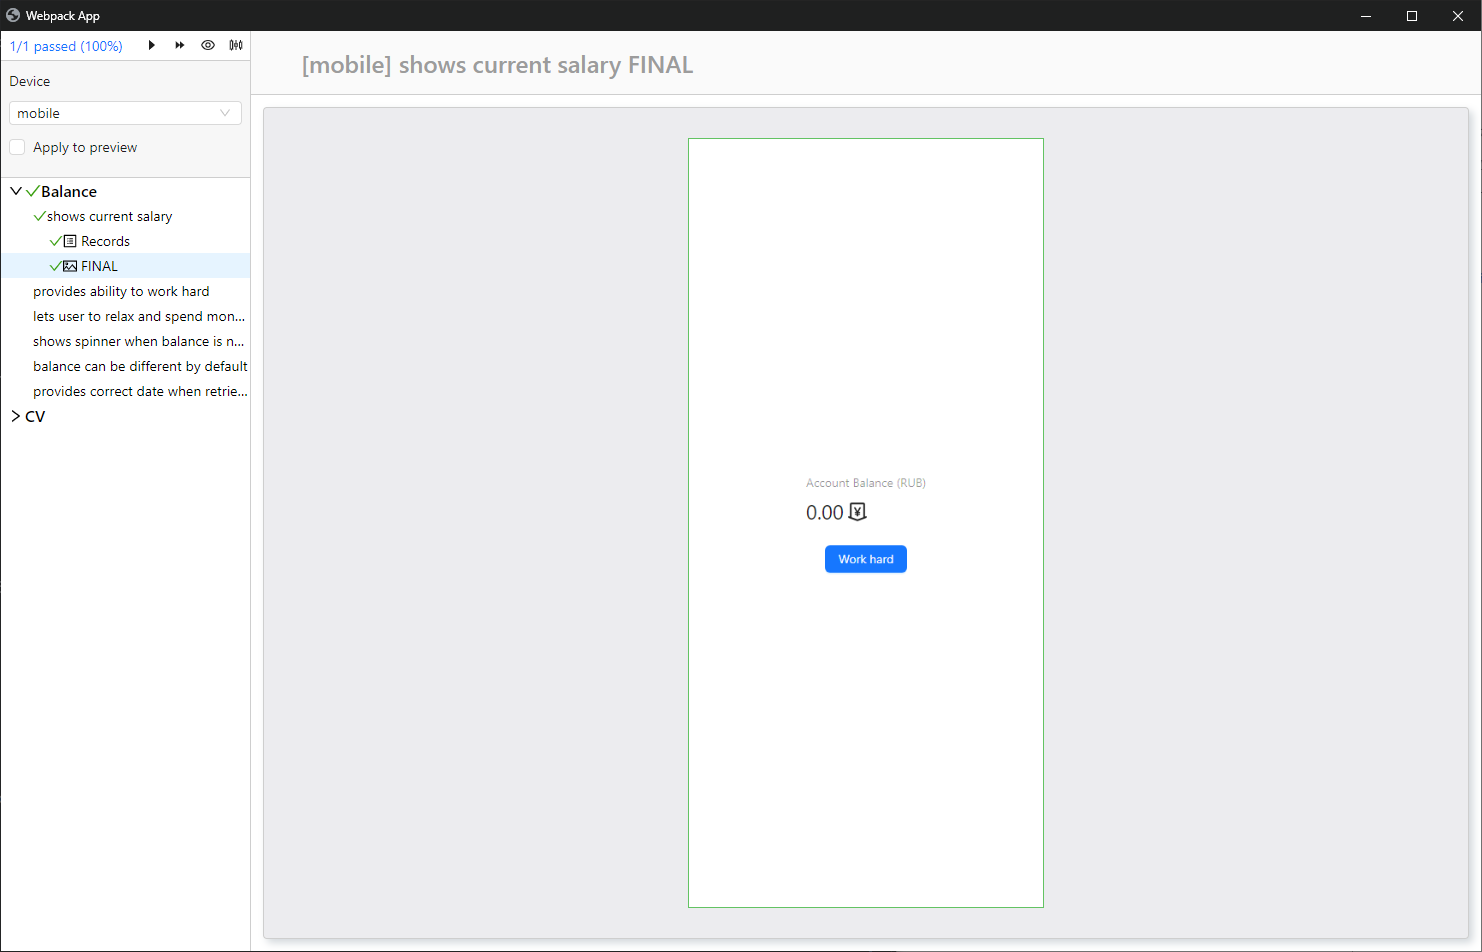 Webpack App
1/1 passed (100%)
Device
mobile
Apply to preview
Balance
shows current salary
Records
FINAL
provides ability to work hard
lets user to relax and spend mon...
shows spinner when balance is n...
balance can be different by default
provides correct date when retrie...
CV
[mobile] shows current salary FINAL
Account Balance (RUB)
0.00
Work hard